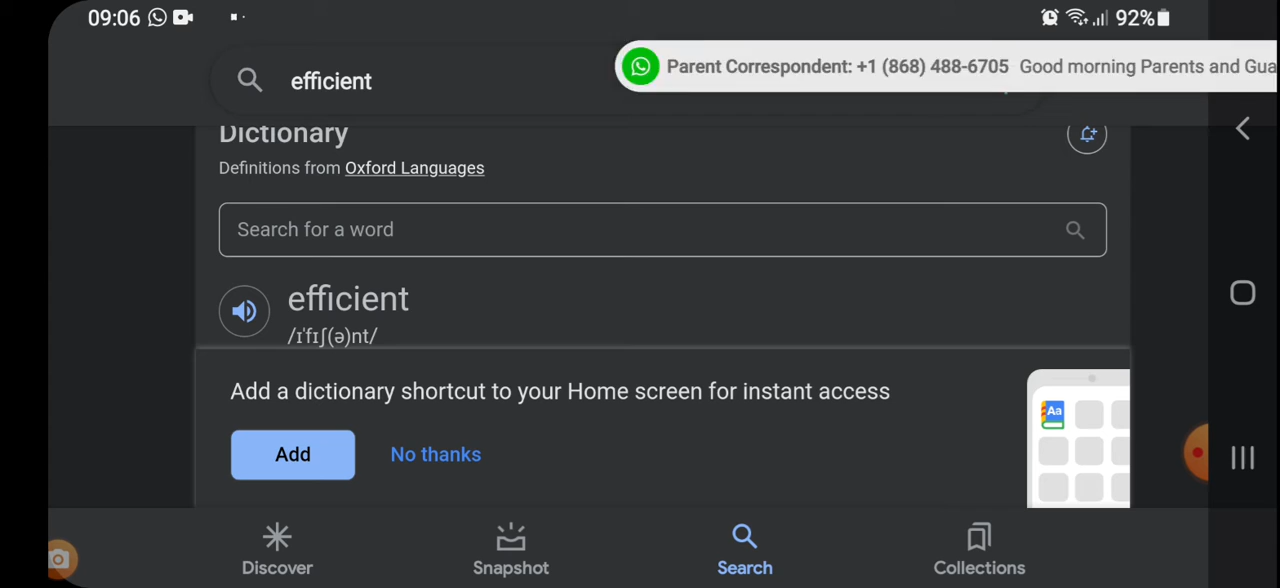 09:06
92%
efficient
Parent Correspondent: +1 (868) 488-6705 Good morning Parents and Gua
Dictionary
Definitions from Oxford Languages
Search for a word
efficient
/ɪˈfɪʃ(ə)nt/
Add a dictionary shortcut to your Home screen for instant access
Aa
Add
No thanks
Discover
Snapshot
Search
Collections